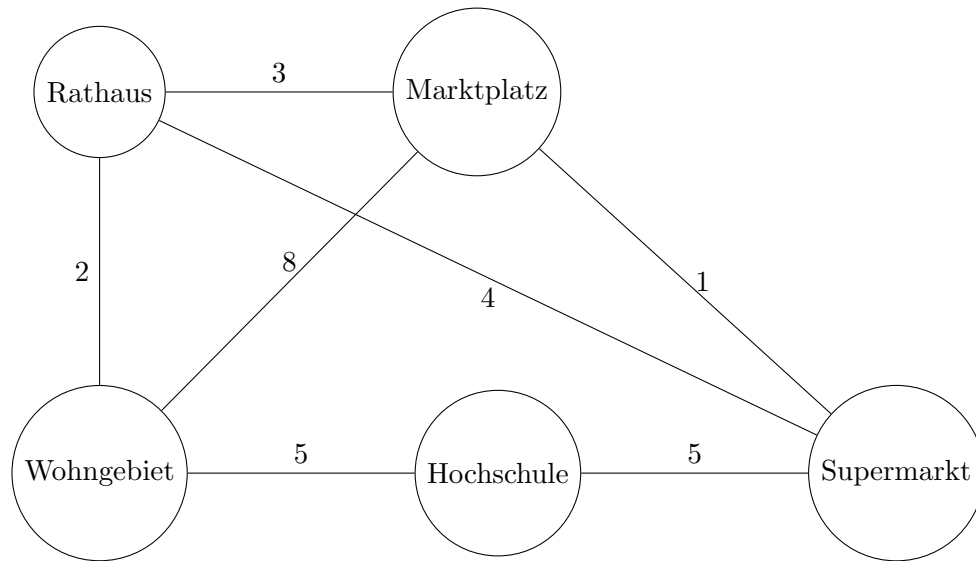 3
Rathaus
Marktplatz
8
2
1
4
5
5
Wohngebiet
Hochschule
Supermarkt